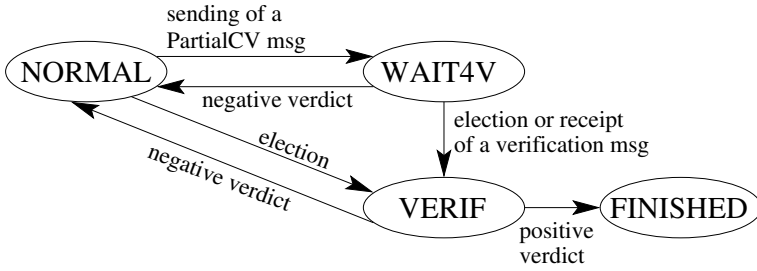 sending of a
PartialCV msg
NORMAL
WAIT4V
negative verdict
election or receipt
of a verification msg
election
negative verdict
VERIF
FINISHED
positive
verdict